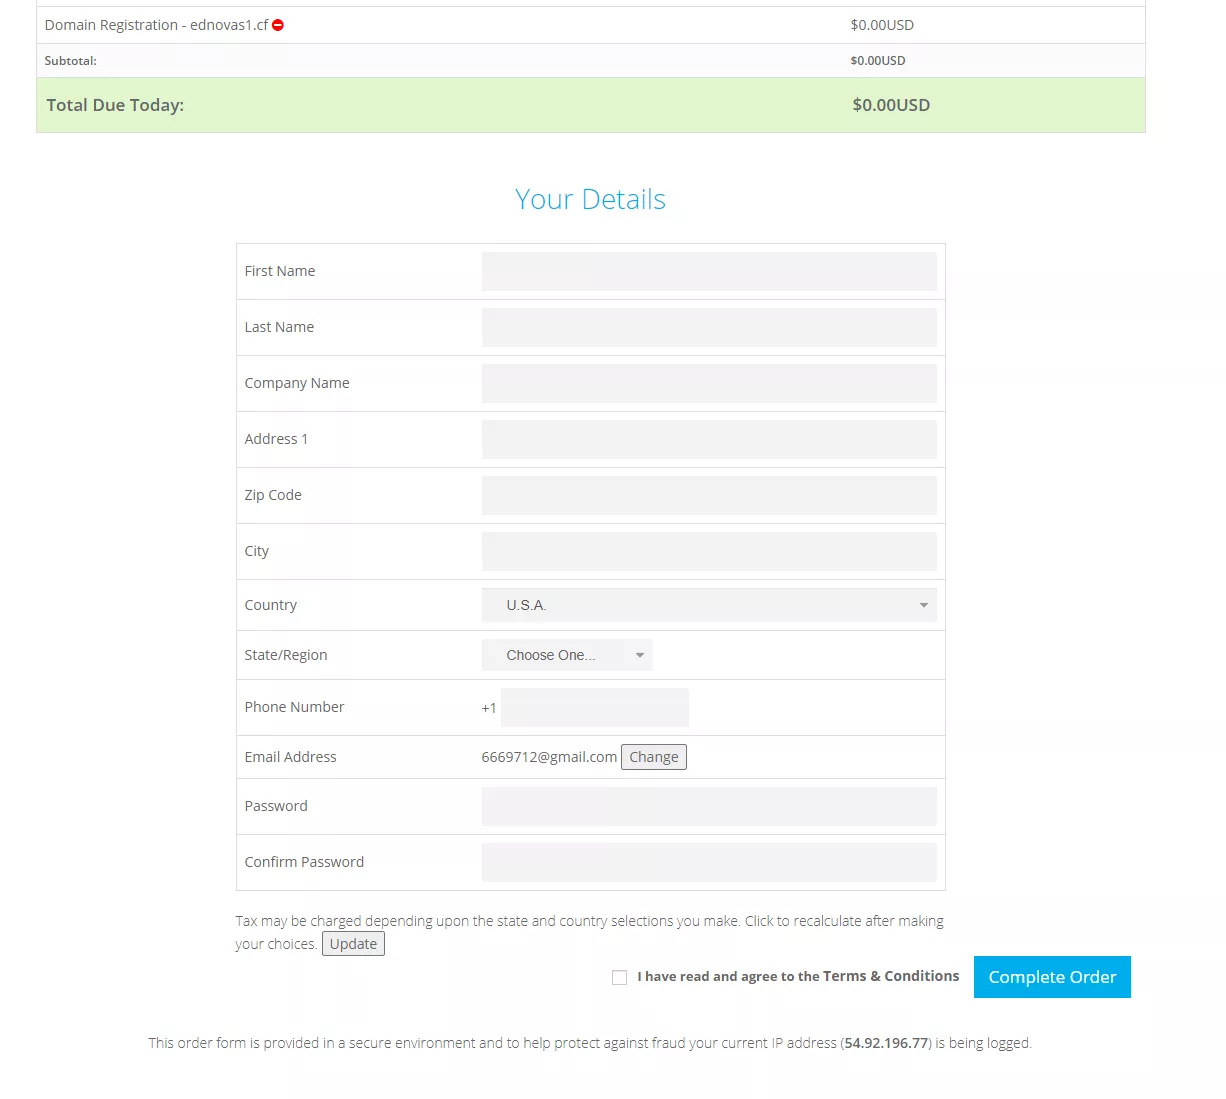 Domain Registration - ednovas1.cf $0.00USD
Subtotal: $0.00USD
Total Due Today: $0.00USD
Your Details
First Name
Last Name
Company Name
Address 1
Zip Code
City
Country U.S.A.
State/Region Choose One...
Phone Number +1
Email Address 6669712@gmail.com Change
Password
Confirm Password
Tax may be charged depending upon the state and country selections you make. Click to recalculate after making
your choices. Update
I have read and agree to the Terms & Conditions Complete Order
This order form is provided in a secure environment and to help protect against fraud your current IP address (54.92.196.77) is being logged.